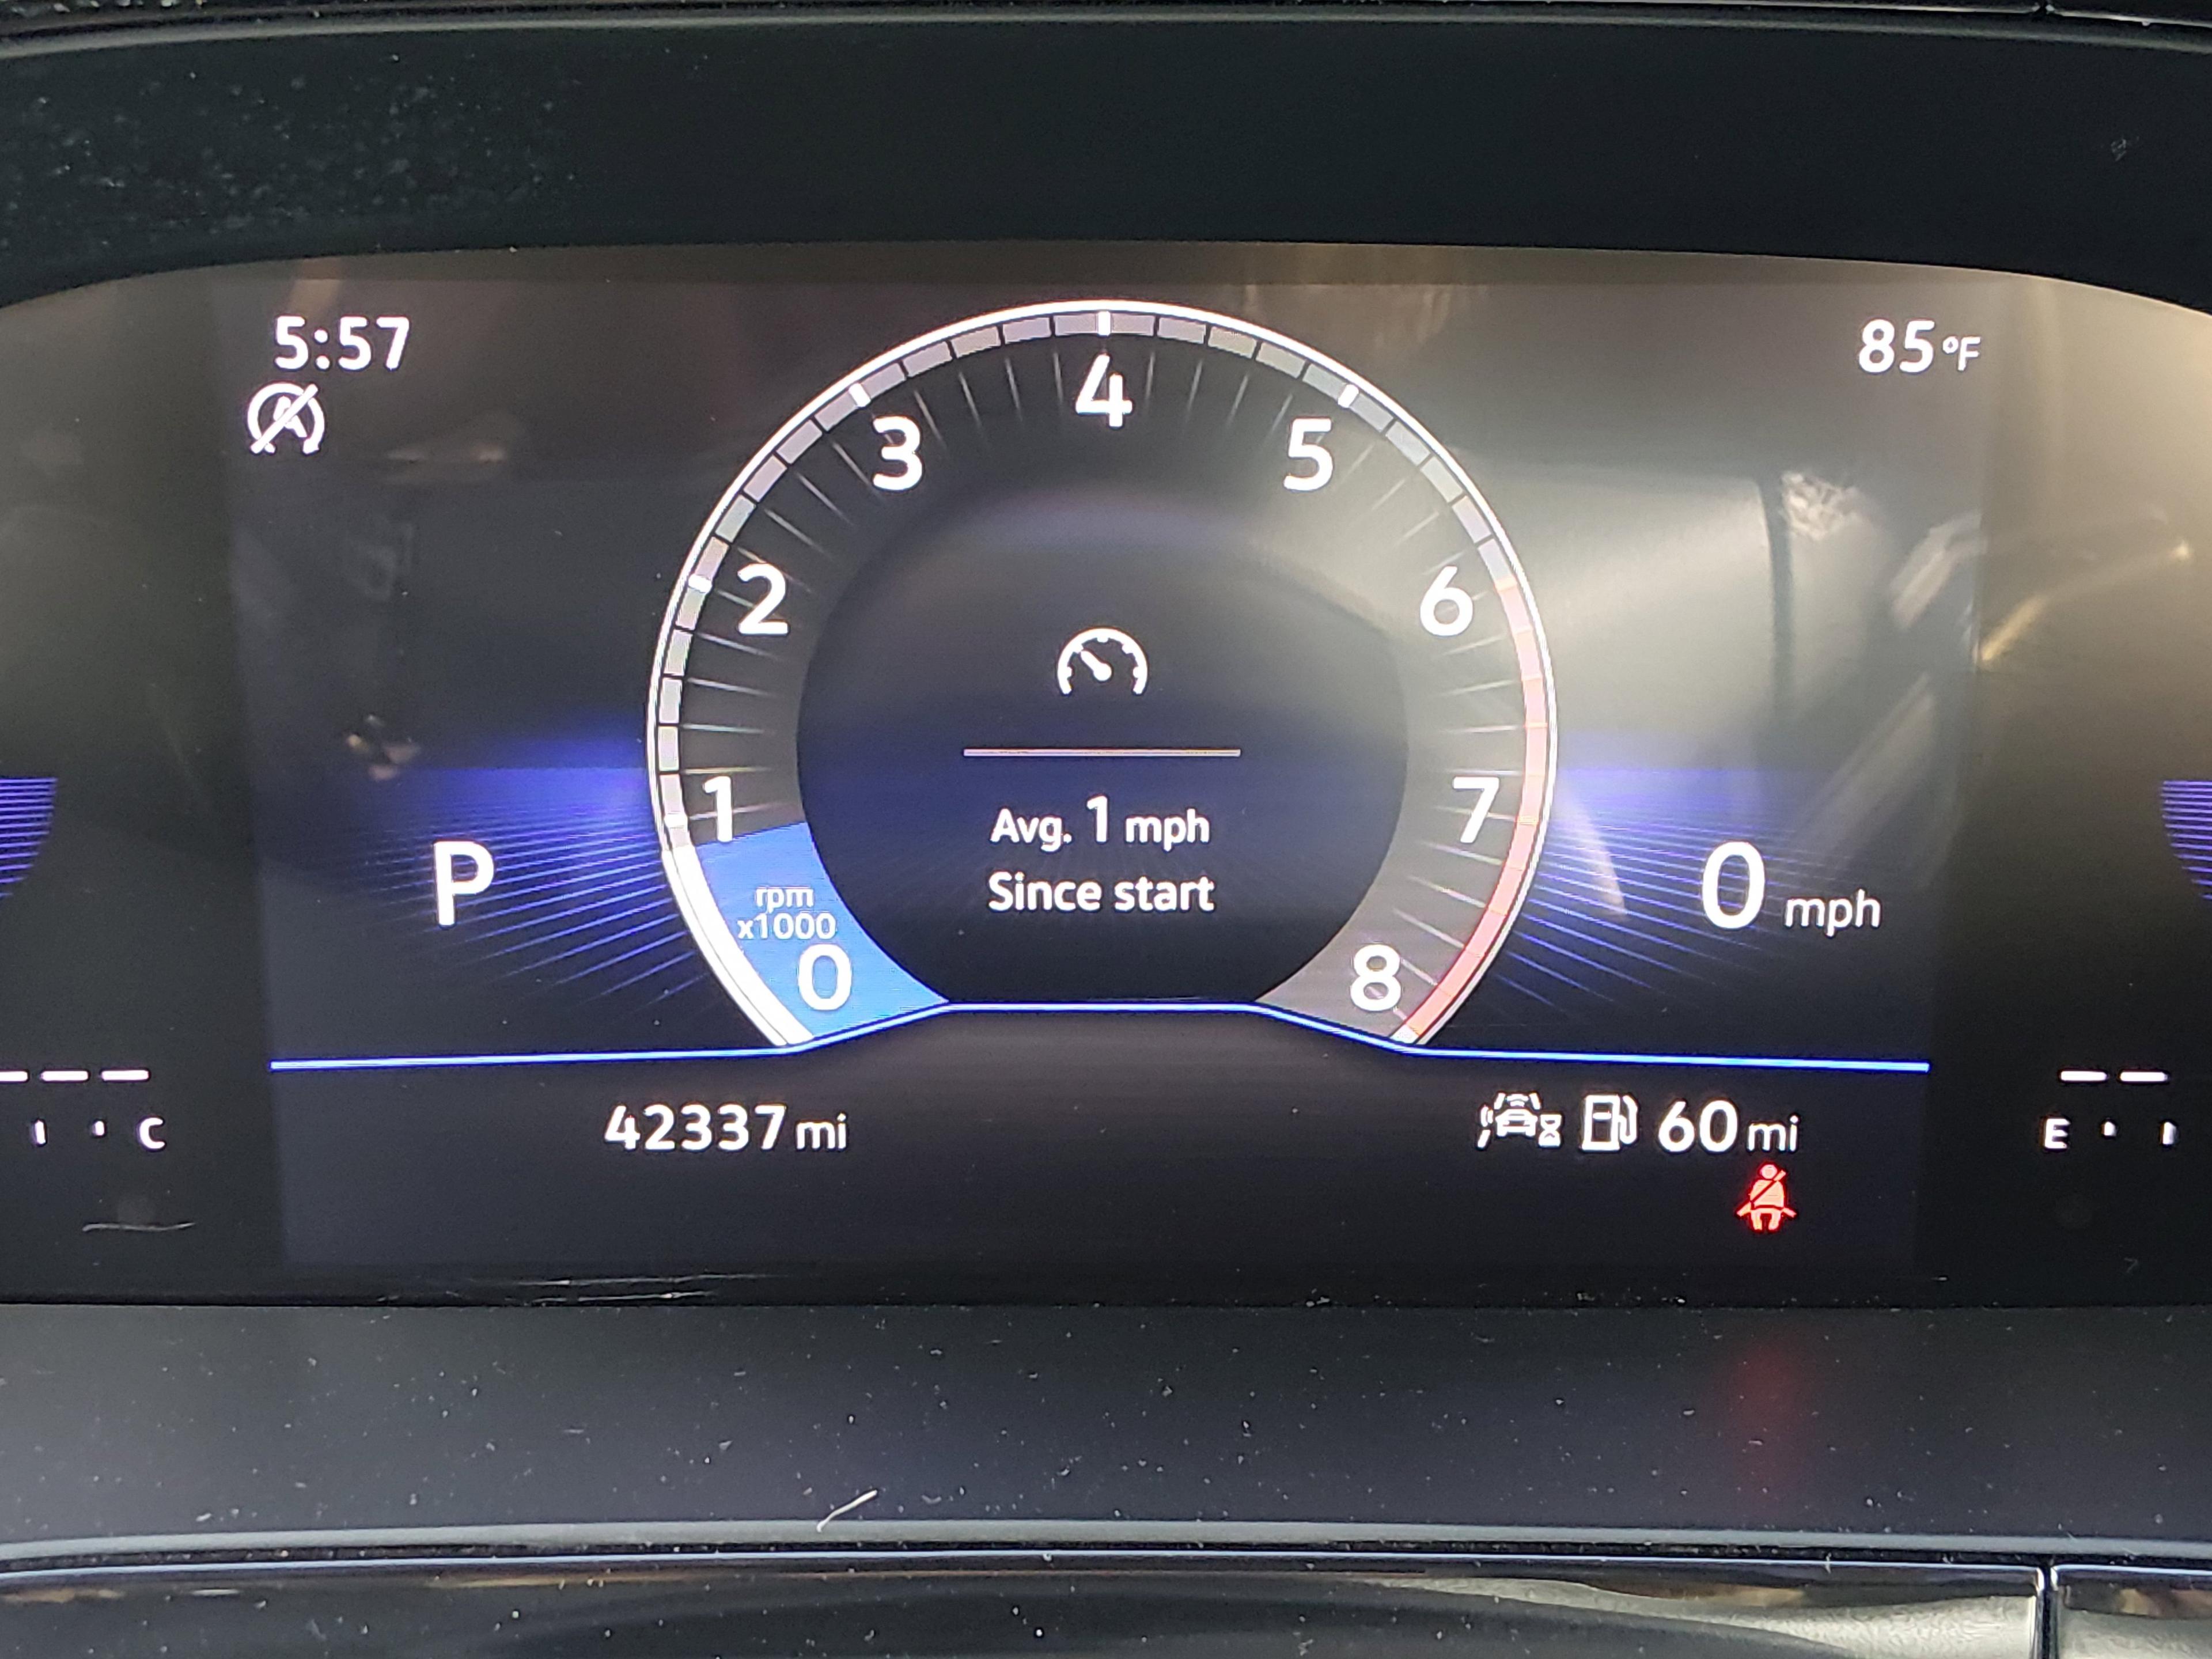 5:57
85°F
4
3
5
2
6
1
7
Avg. 1 mph
P
0 mph
rpm
x1000
Since start
0
8
C
42337 mi
60 mi
E